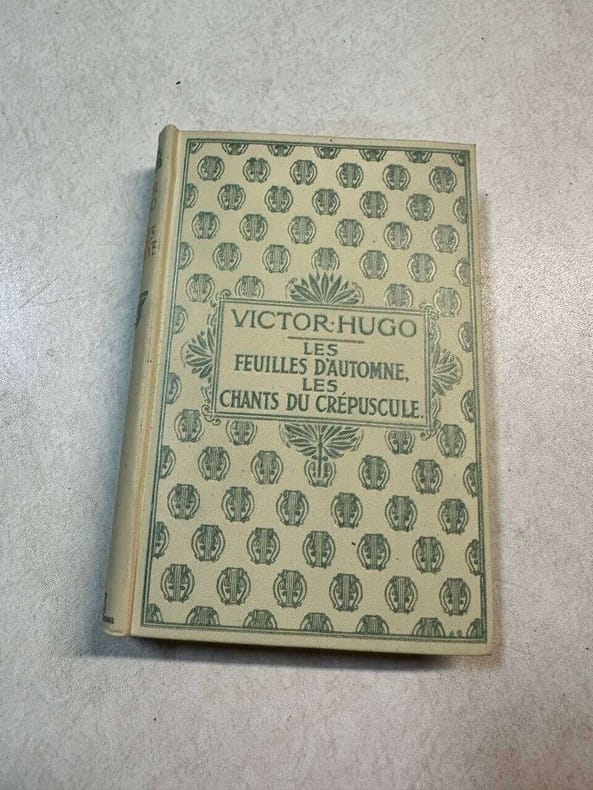 VICTOR·HUGO
LES
FEUILLES D'AUTOMNE,
LES
CHANTS DU CRÉPUSCULE.